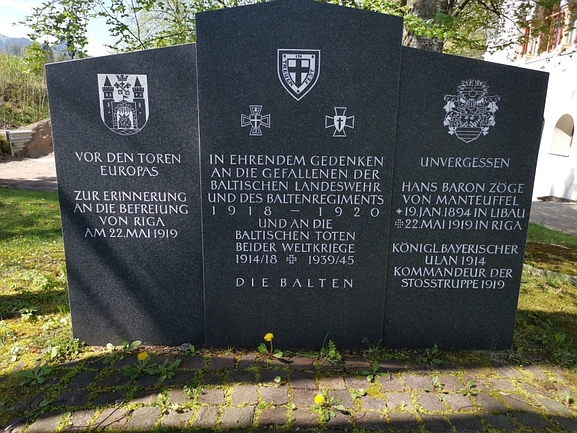 VOR DEN TOREN
EUROPAS
ZUR ERINNERUNG
AN DIE BEFREIUNG
VON RIGA
AM 22.MAI 1919
IN EHRENDEM GEDENKEN
AN DIE GEFALLENEN DER
BALTISCHEN LANDESWEHR
UND DES BALTENREGIMENTS
1918 – 1920
UND AN DIE
BALTISCHEN TOTEN
BEIDER WELTKRIEGE
1914/18 ✠ 1939/45
DIE BALTEN
UNVERGESSEN
HANS BARON ZÖGE
VON MANTEUFFEL
+19.JAN.1894 IN LIBAU
✠22.MAI 1919 IN RIGA
KÖNIGL.BAYERISCHER
ULAN 1914
KOMMANDEUR DER
STOSSTRUPPE 1919